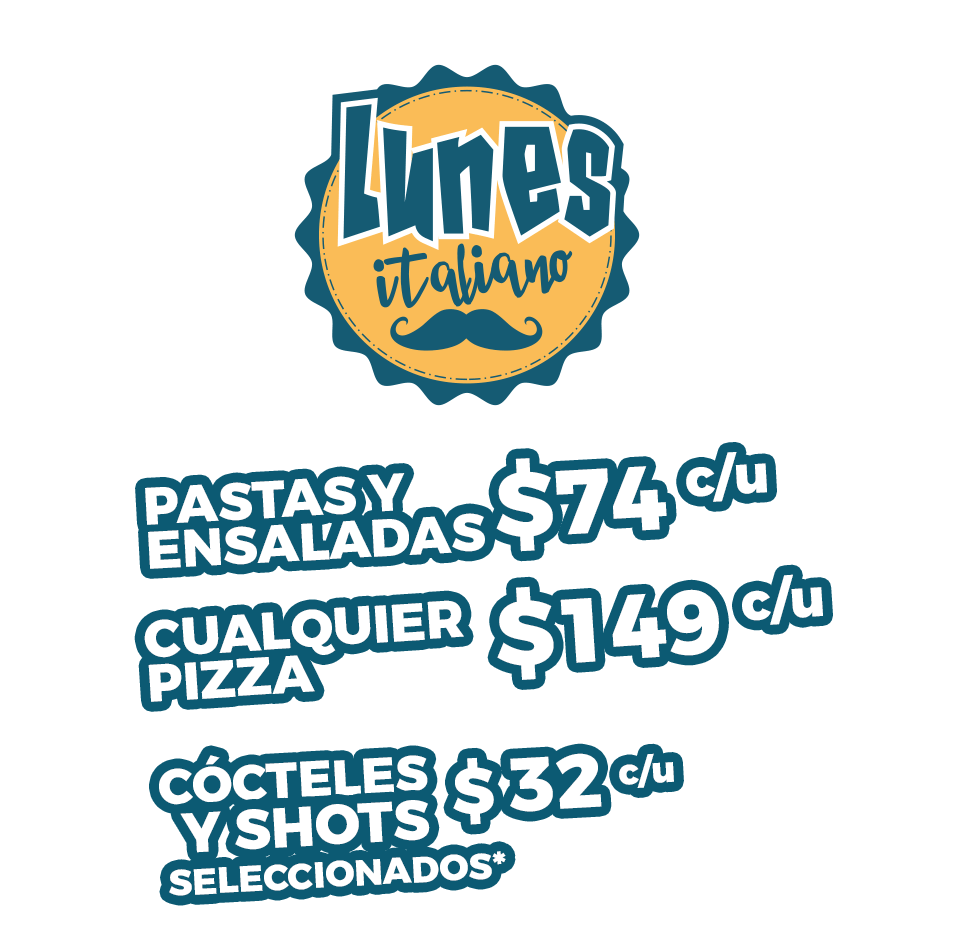 Lunes
italiano
PASTAS Y
ENSALADAS $74 c/u
CUALQUIER
PIZZA $149 c/u
CÓCTELES
Y SHOTS $32 c/u
SELECCIONADOS*